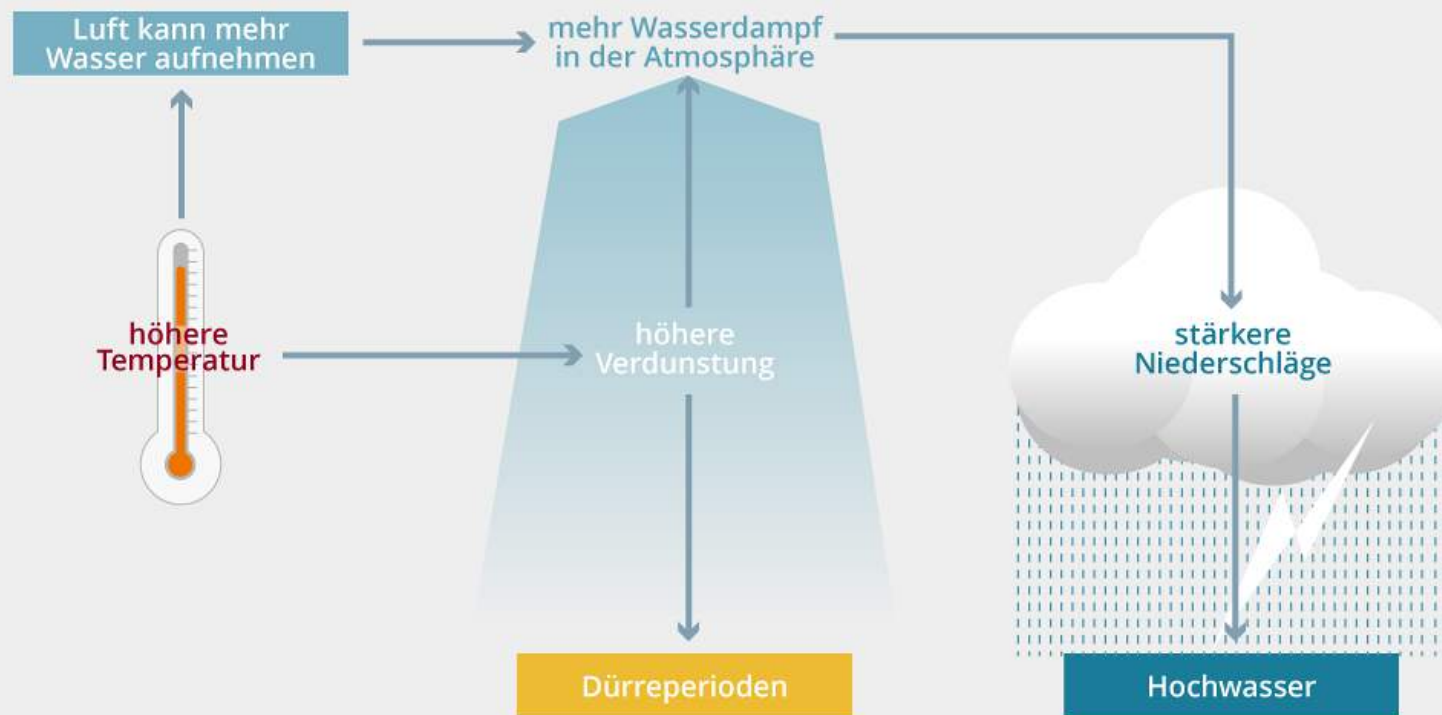 Luft kann mehr
Wasser aufnehmen
mehr Wasserdampf
in der Atmosphäre
höhere
Temperatur
höhere
Verdunstung
stärkere
Niederschläge
Dürreperioden
Hochwasser